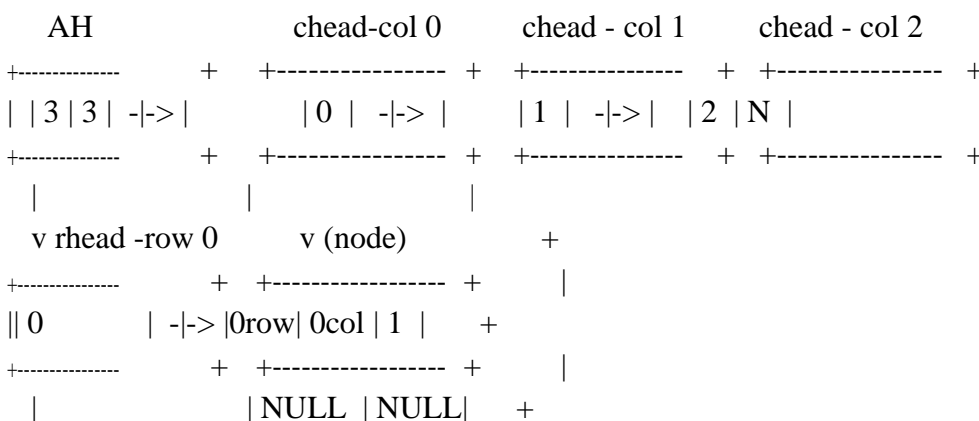 AH chead-col 0 chead - col 1 chead - col 2
+--------------- + +----------------- + +---------------- + +----------------- +
| | 3 | 3 | -|-> | | 0 | -|-> | | 1 | -|-> | | 2 | N |
+--------------- + +----------------- + +---------------- + +----------------- +
| | |
v rhead -row 0 v (node) +
+---------------- + +------------------ + |
|| 0 | -|-> |0row| 0col | 1 | +
+---------------- + +------------------ + |
| | NULL | NULL| +